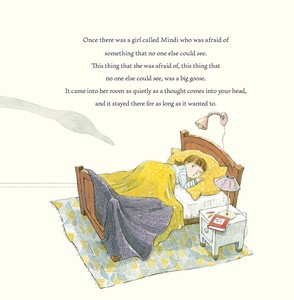 Once there was a girl called Mindi who was afraid of
something that no one else could see.
This thing that she was afraid of, this thing that
no one else could see, was a big goose.
It came into her room as quietly as a thought comes into your head,
and it stayed there for as long as it wanted to.